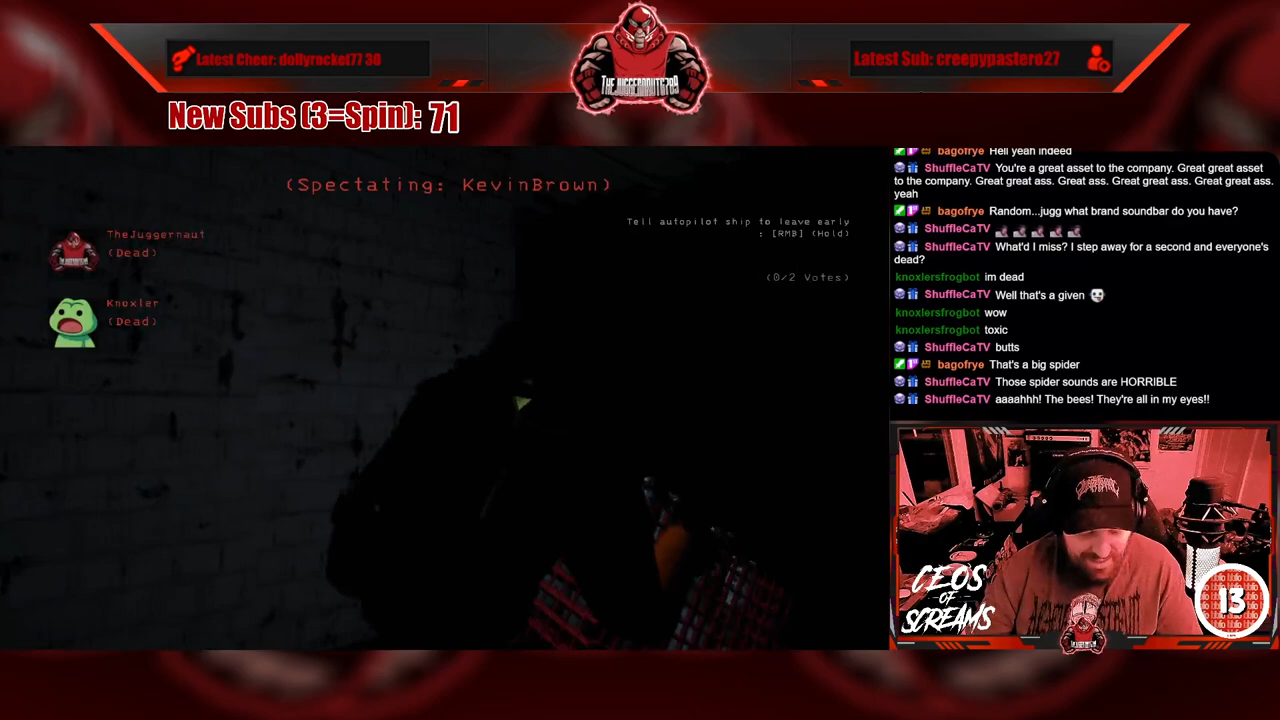 Latest Cheer: dollyrocket77 30
THEJUGGERNAUT6789
Latest Sub: creepypastero27
New Subs (3=Spin): 71
(Spectating: KevinBrown)
TheJuggernaut
(Dead)
Knoxler
(Dead)
Tell autopilot ship to leave early
: [RMB] (Hold)
(0/2 Votes)
bagofrye Hell yeah indeed
ShuffleCaTV You're a great asset to the company. Great great asset
to the company. Great great ass. Great ass. Great great ass. Great great ass.
yeah
bagofrye Random...jugg what brand soundbar do you have?
ShuffleCaTV
ShuffleCaTV What'd I miss? I step away for a second and everyone's
dead?
knoxlersfrogbot im dead
ShuffleCaTV Well that's a given
knoxlersfrogbot wow
knoxlersfrogbot toxic
ShuffleCaTV butts
bagofrye That's a big spider
ShuffleCaTV Those spider sounds are HORRIBLE
ShuffleCaTV aaaahhh! The bees! They're all in my eyes!!
CEOS
OF
SCREAMS
13